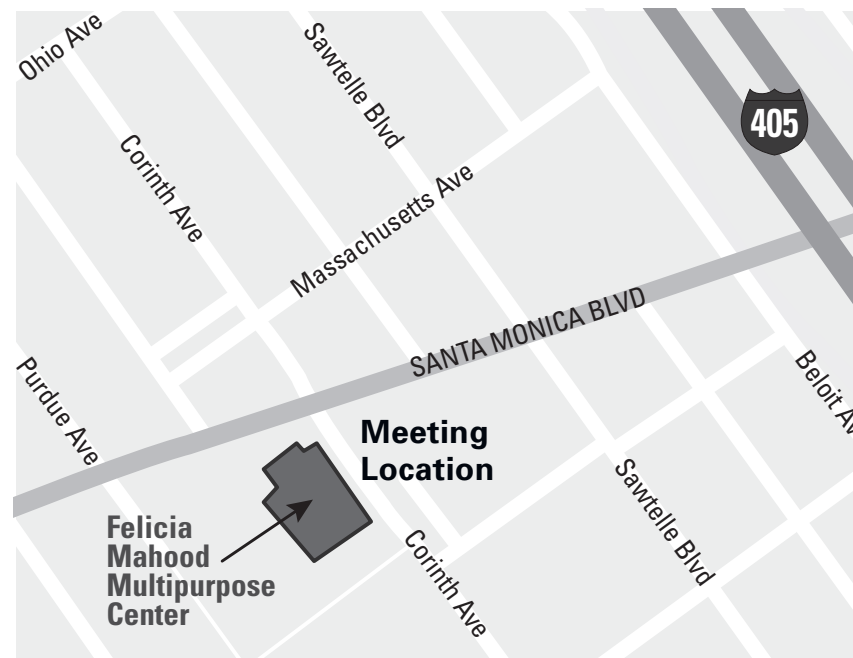 Ohio Ave
Sawtelle Blvd
405
Corinth Ave
Massachusetts Ave
SANTA MONICA BLVD
Purdue Ave
Beloit Av
Meeting
Location
Sawtelle Blvd
Felicia
Mahood
Multipurpose
Center
Corinth Ave